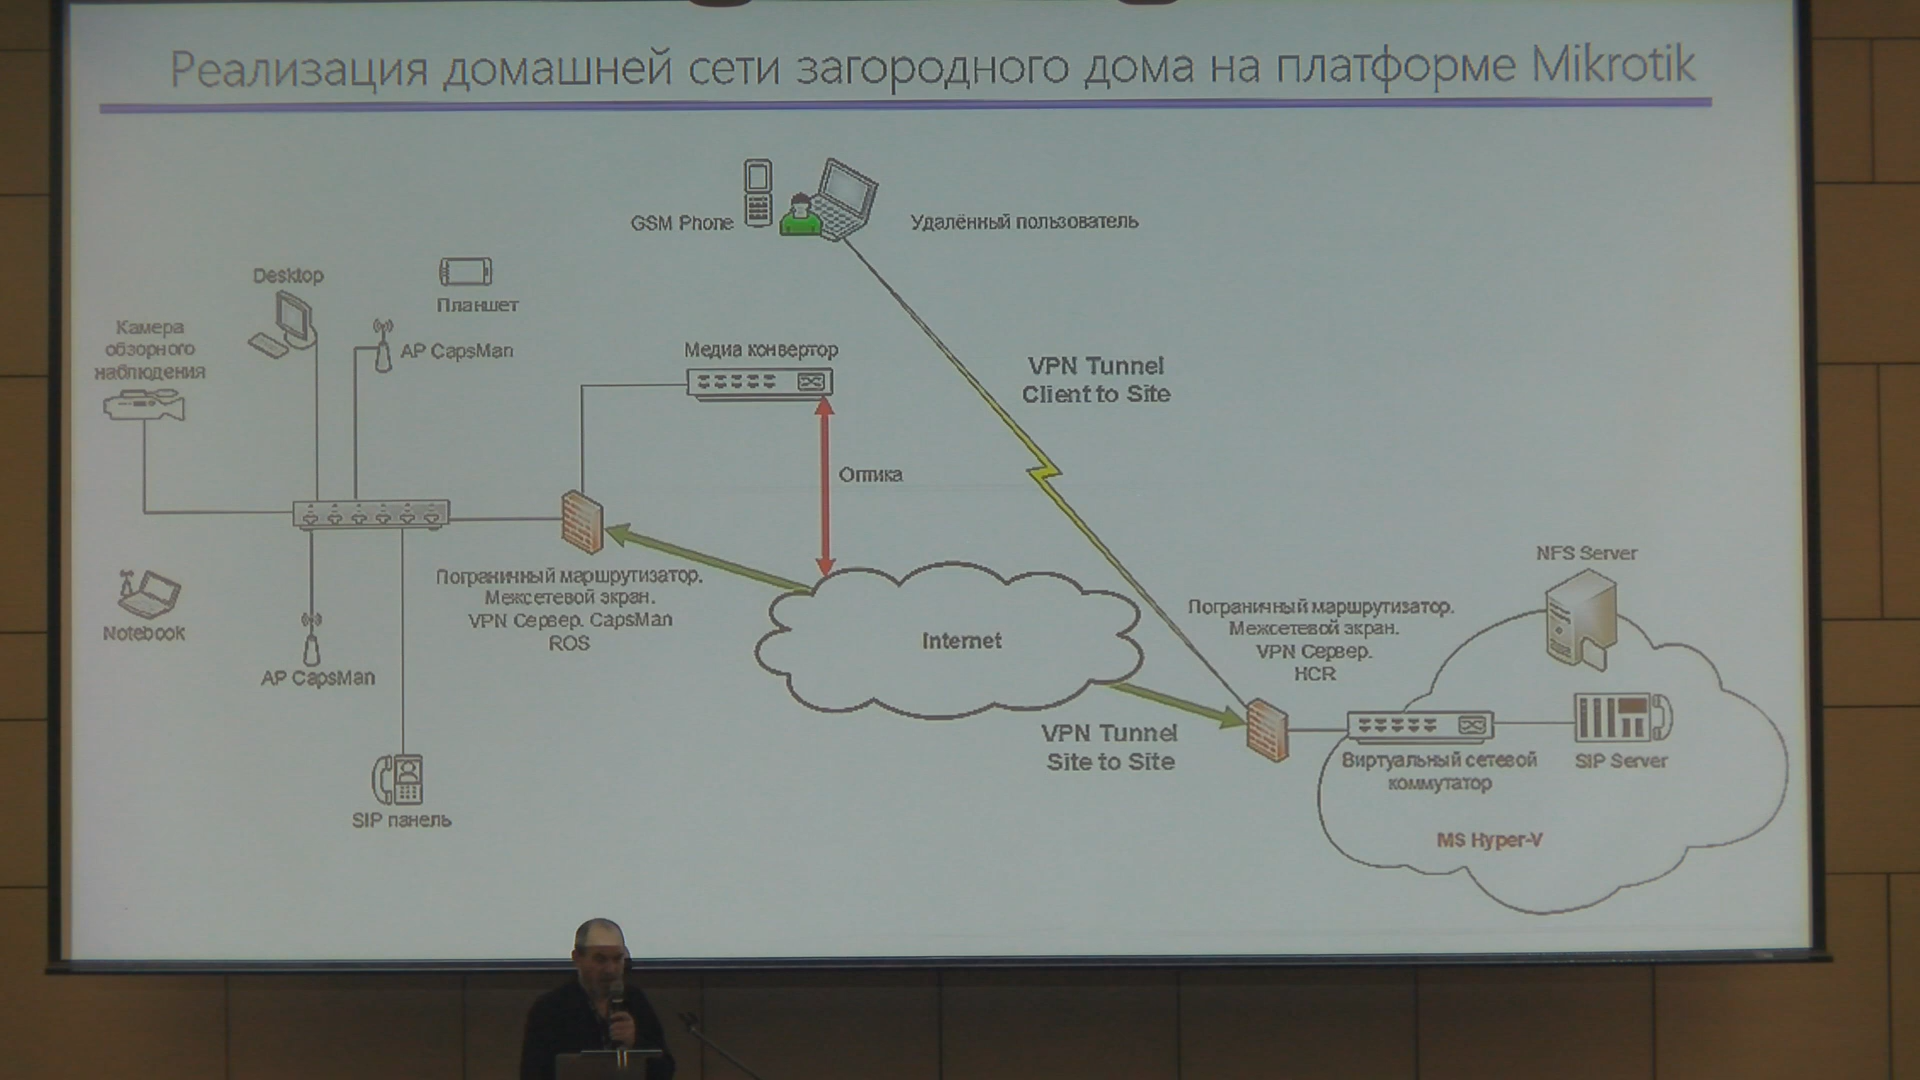 Реализация домашней сети загородного дома на платформе Mikrotik
GSM Phone
Удалённый пользователь
Desktop
Планшет
Камера
обзорного
наблюдения
AP CapsMan
Медиа конвертор
VPN Tunnel
Client to Site
Оптика
Пограничный маршрутизатор.
Межсетевой экран.
VPN Сервер. CapsMan
ROS
Notebook
AP CapsMan
SIP панель
Internet
VPN Tunnel
Site to Site
Пограничный маршрутизатор.
Межсетевой экран.
VPN Сервер.
HCR
NFS Server
Виртуальный сетевой
коммутатор
SIP Server
MS Hyper-V